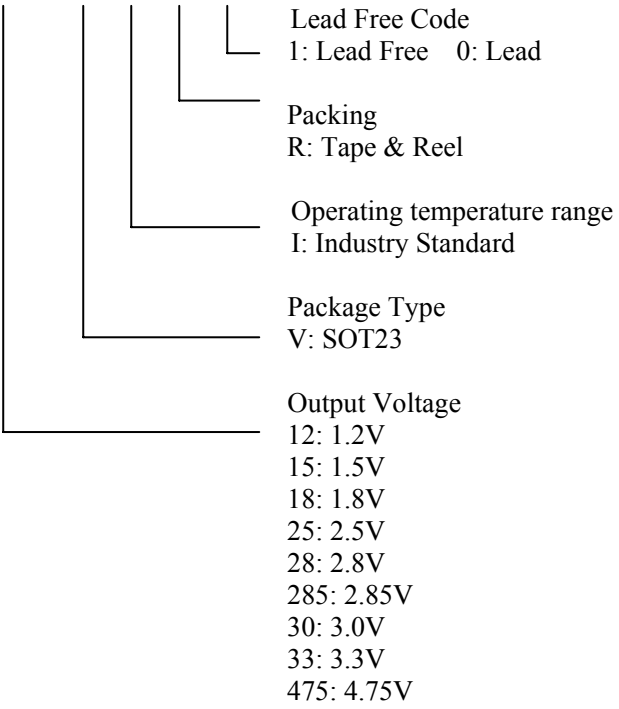 Lead Free Code
1: Lead Free 0: Lead
Packing
R: Tape & Reel
Operating temperature range
I: Industry Standard
Package Type
V: SOT23
Output Voltage
12: 1.2V
15: 1.5V
18: 1.8V
25: 2.5V
28: 2.8V
285: 2.85V
30: 3.0V
33: 3.3V
475: 4.75V